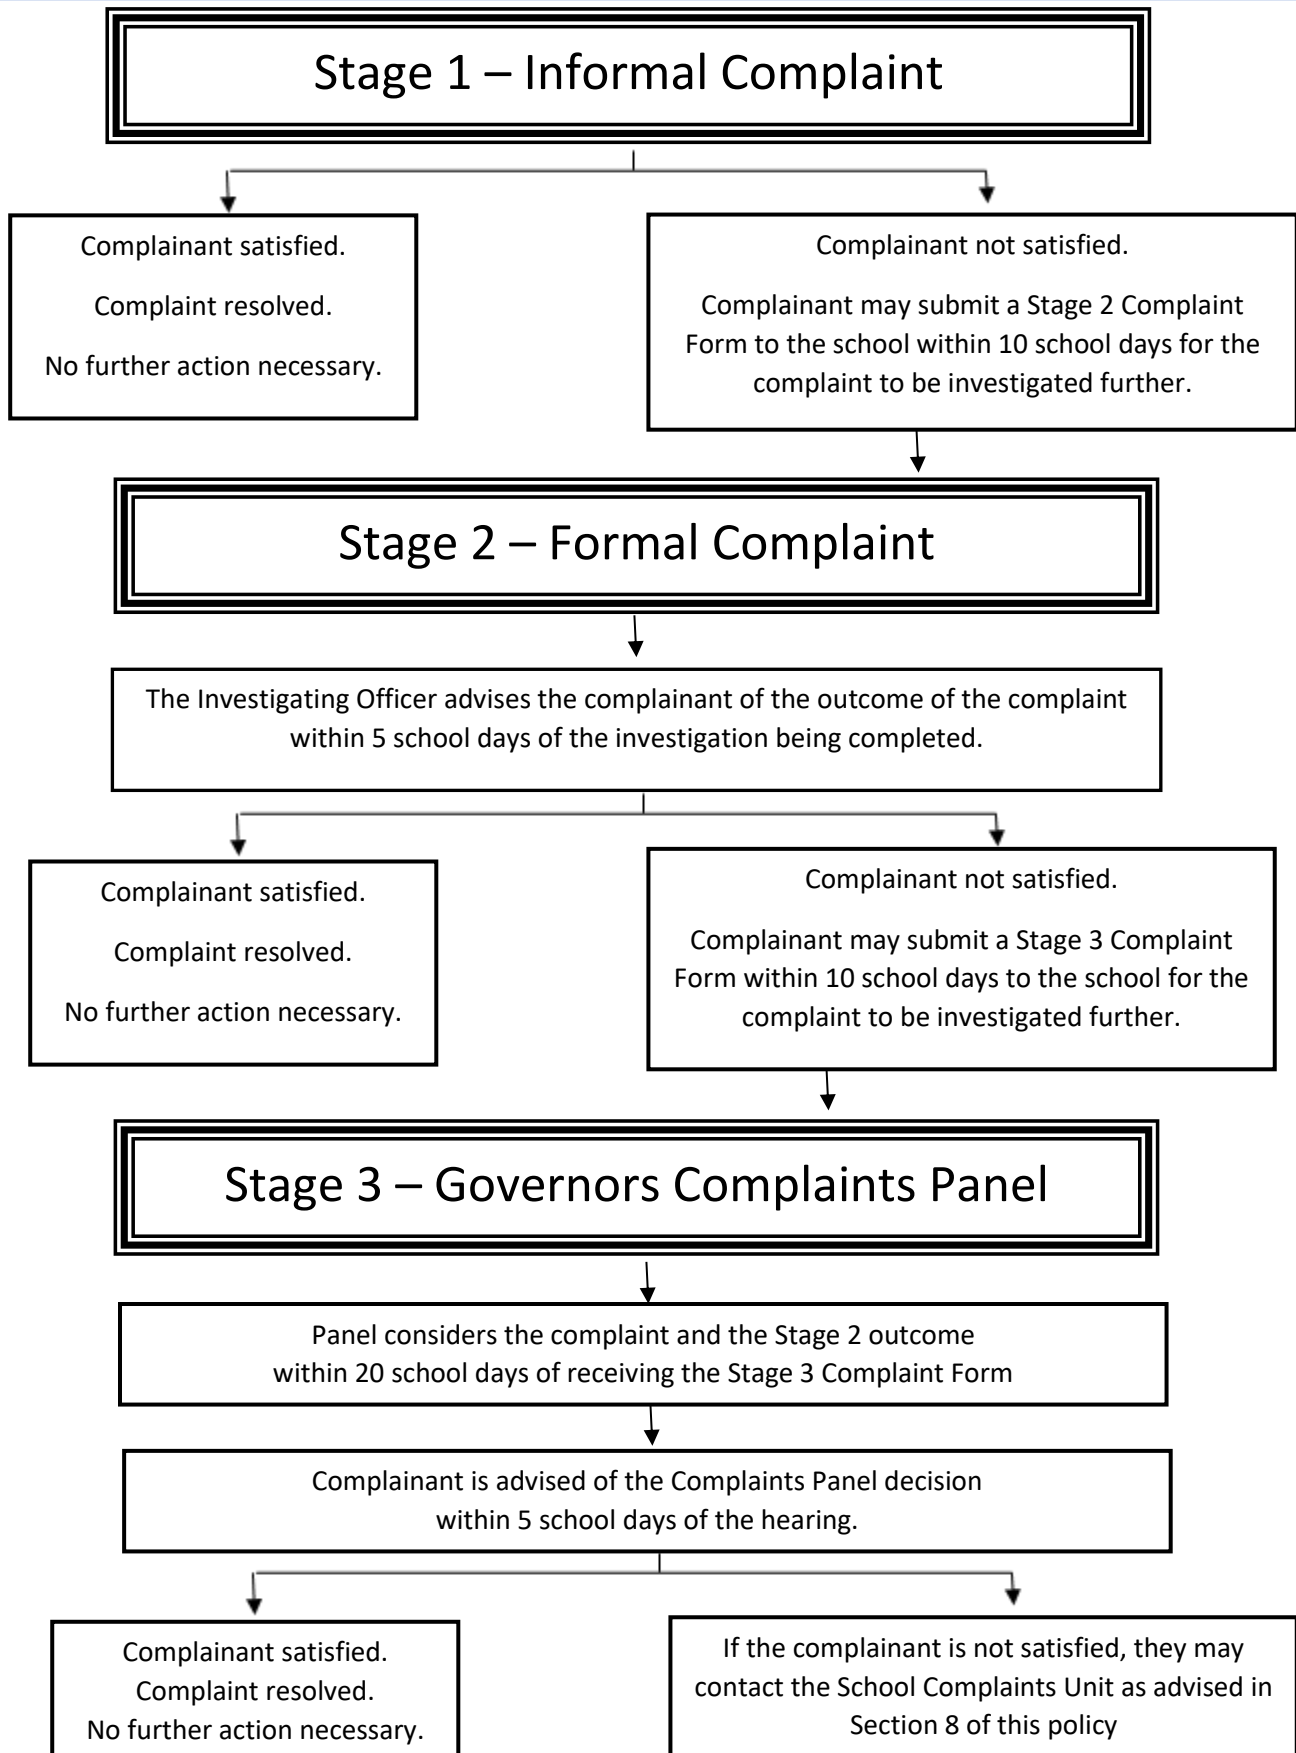 Stage 1 – Informal Complaint
Complainant satisfied.
Complaint resolved.
No further action necessary.
Complainant not satisfied.
Complainant may submit a Stage 2 Complaint
Form to the school within 10 school days for the
complaint to be investigated further.
Stage 2 – Formal Complaint
The Investigating Officer advises the complainant of the outcome of the complaint
within 5 school days of the investigation being completed.
Complainant satisfied.
Complaint resolved.
No further action necessary.
Complainant not satisfied.
Complainant may submit a Stage 3 Complaint
Form within 10 school days to the school for the
complaint to be investigated further.
Stage 3 – Governors Complaints Panel
Panel considers the complaint and the Stage 2 outcome
within 20 school days of receiving the Stage 3 Complaint Form
Complainant is advised of the Complaints Panel decision
within 5 school days of the hearing.
Complainant satisfied.
Complaint resolved.
No further action necessary.
If the complainant is not satisfied, they may
contact the School Complaints Unit as advised in
Section 8 of this policy